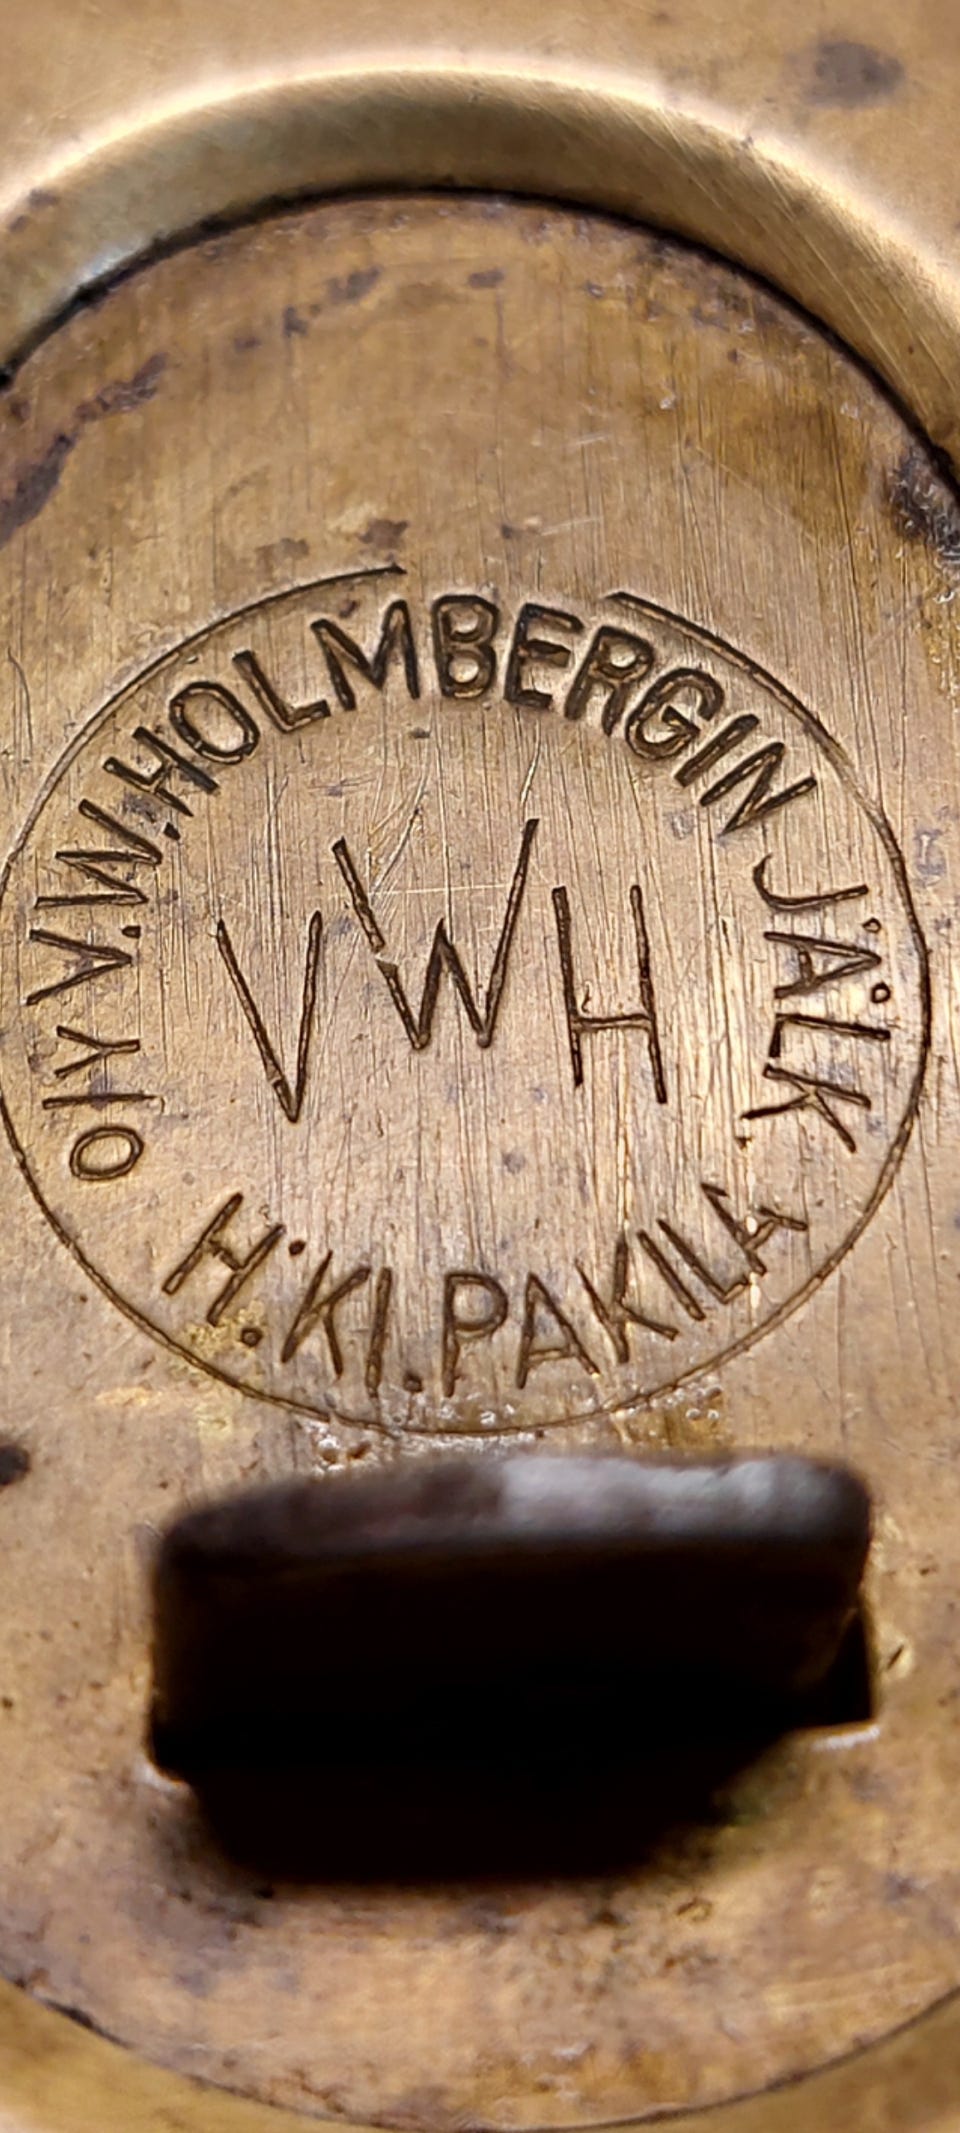 O/Y V.W.HOLMBERGIN JÄLK.
VWH
H:KI.PAKILA